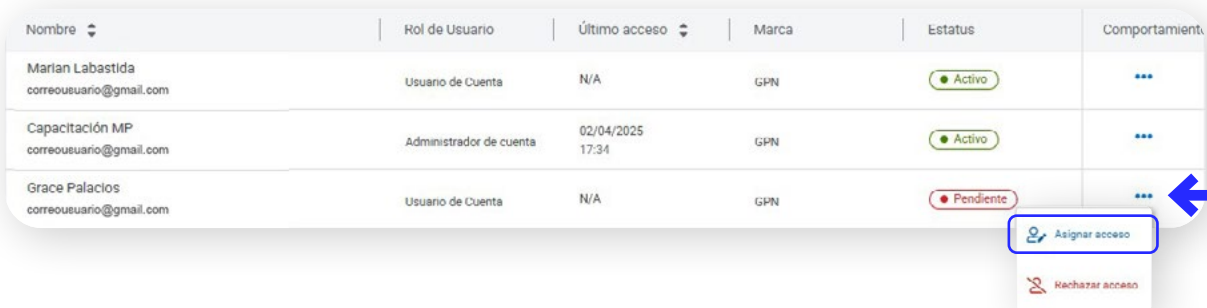 Nombre Rol de Usuario Último acceso Marca Estatus Comportamiento
Marian Labastida
correousuario@gmail.com
Usuario de Cuenta N/A GPN Activo
Capacitación MP
correousuario@gmail.com
Administrador de cuenta 02/04/2025
17:34
GPN Activo
Grace Palacios
correousuario@gmail.com
Usuario de Cuenta N/A GPN Pendiente
Asignar acceso
Rechazar acceso